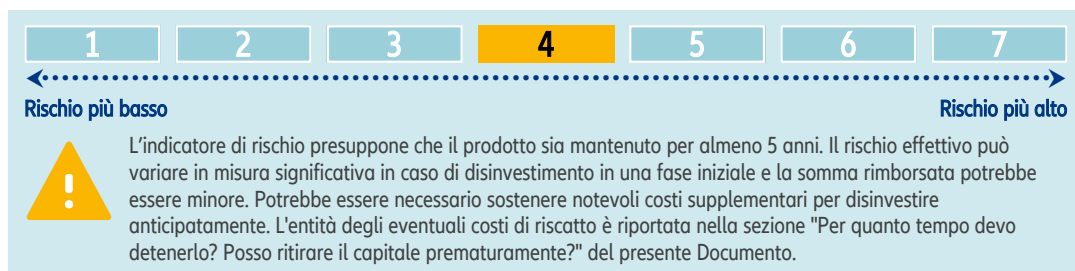 1 2 3 4 5 6 7
Rischio più basso Rischio più alto
L'indicatore di rischio presuppone che il prodotto sia mantenuto per almeno 5 anni. Il rischio effettivo può
variare in misura significativa in caso di disinvestimento in una fase iniziale e la somma rimborsata potrebbe
essere minore. Potrebbe essere necessario sostenere notevoli costi supplementari per disinvestire
anticipatamente. L'entità degli eventuali costi di riscatto è riportata nella sezione "Per quanto tempo devo
detenerlo? Posso ritirare il capitale prematuramente?" del presente Documento.